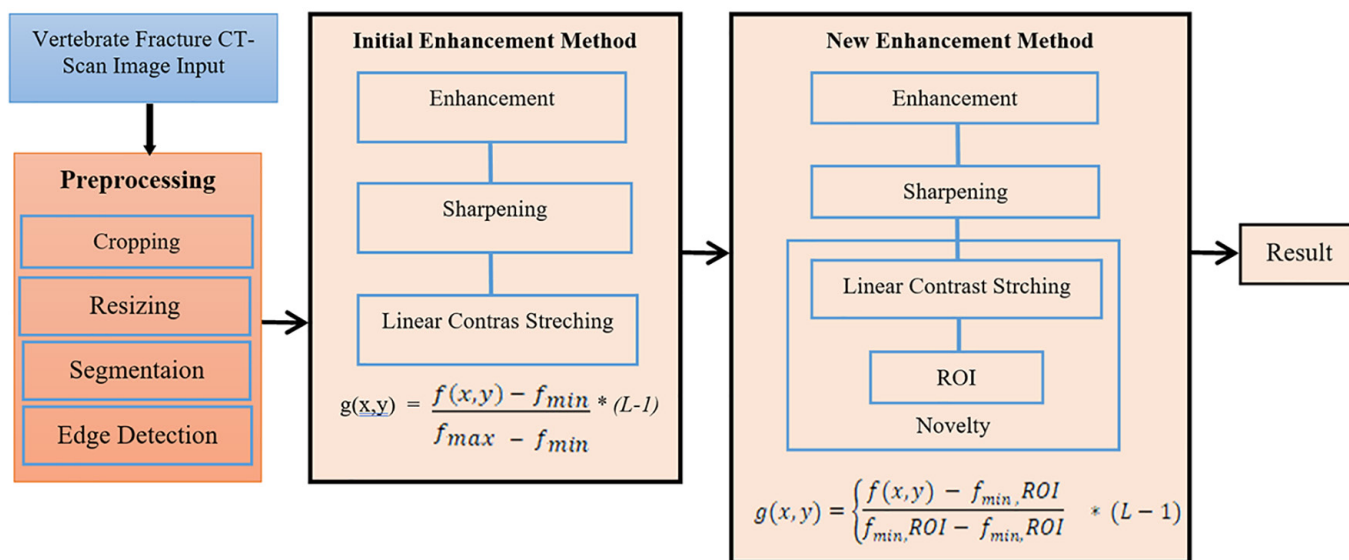 Vertebrate Fracture CT-
Scan Image Input
Preprocessing
Cropping
Resizing
Segmentaion
Edge Detection
Initial Enhancement Method
Enhancement
Sharpening
Linear Contras Streching
g(x,y) = f(x,y) − fmin * (L-1)
fmax − fmin
New Enhancement Method
Enhancement
Sharpening
Linear Contrast Strching
ROI
Novelty
g(x, y) = { f(x,y) − fmin, ROI * (L − 1)
fmin, ROI − fmin, ROI
Result